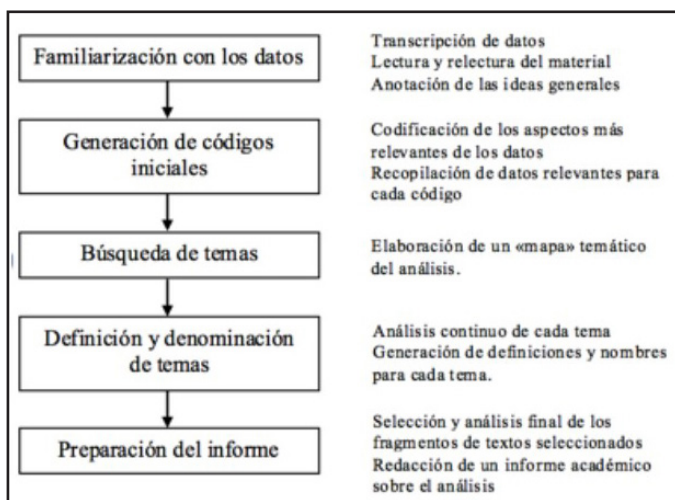 Familiarización con los datos
Transcripción de datos
Lectura y relectura del material
Anotación de las ideas generales
Generación de códigos
iniciales
Codificación de los aspectos más
relevantes de los datos
Recopilación de datos relevantes para
cada código
Búsqueda de temas
Elaboración de un «mapa» temático
del análisis.
Definición y denominación
de temas
Análisis continuo de cada tema
Generación de definiciones y nombres
para cada tema.
Preparación del informe
Selección y análisis final de los
fragmentos de textos seleccionados
Redacción de un informe académico
sobre el análisis